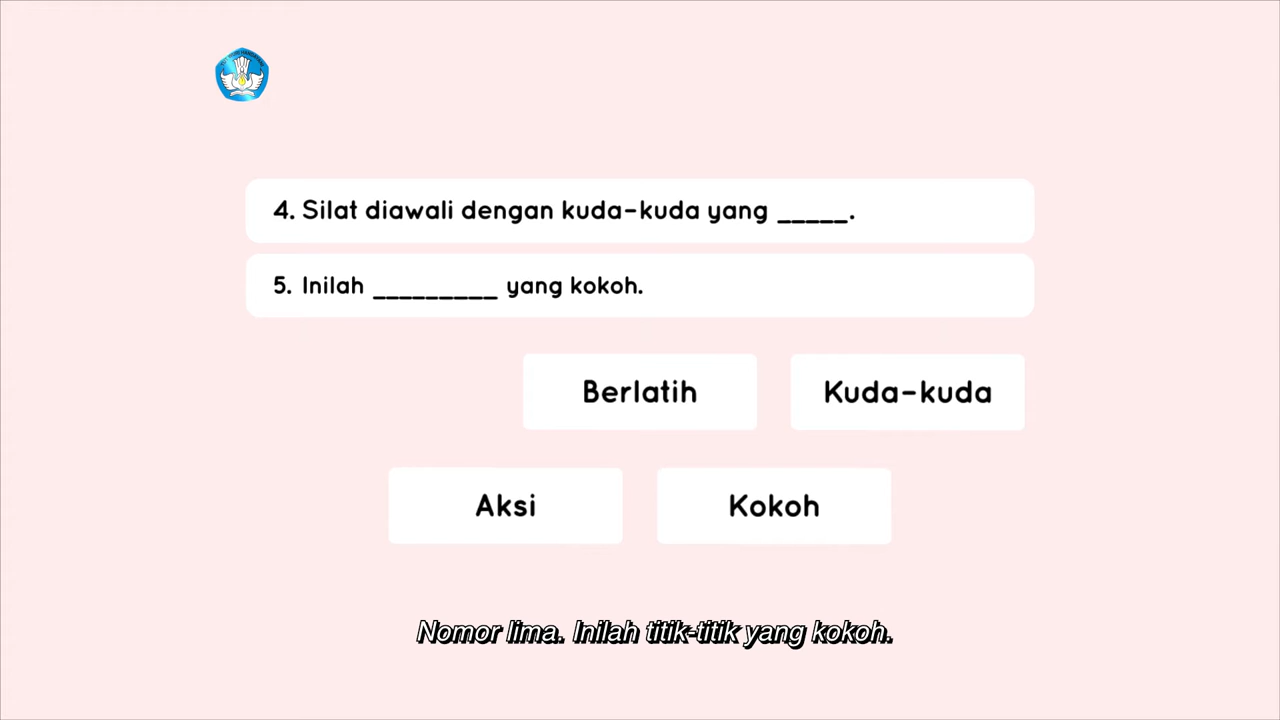 4. Silat diawali dengan kuda-kuda yang _____.
5. Inilah _________ yang kokoh.
Berlatih
Kuda-kuda
Aksi
Kokoh
Nomor lima. Inilah titik-titik yang kokoh.